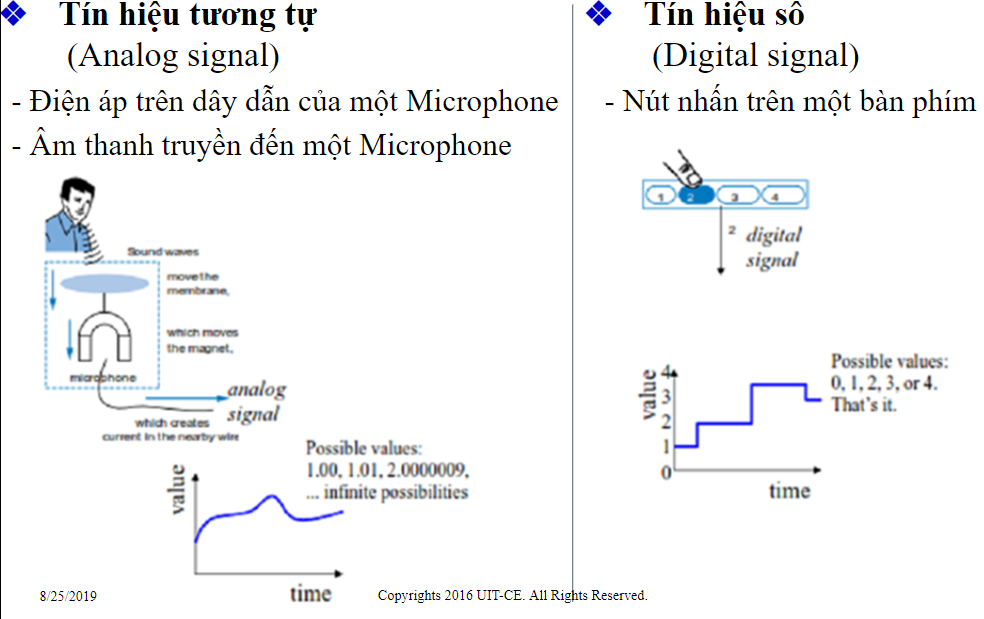 ❖ Tín hiệu tương tự
(Analog signal)
- Điện áp trên dây dẫn của một Microphone
- Âm thanh truyền đến một Microphone
Sound waves
move the
membrane,
which moves
the magnet,
microphone
analog
signal
which creates
current in the nearby wire
Possible values:
1.00, 1.01, 2.0000009,
... infinite possibilities
value
time
❖ Tín hiệu số
(Digital signal)
- Nút nhấn trên một bàn phím
1 2 3 4
2 digital
signal
Possible values:
0, 1, 2, 3, or 4.
That's it.
value
4
3
2
1
0
time
8/25/2019
Copyrights 2016 UIT-CE. All Rights Reserved.